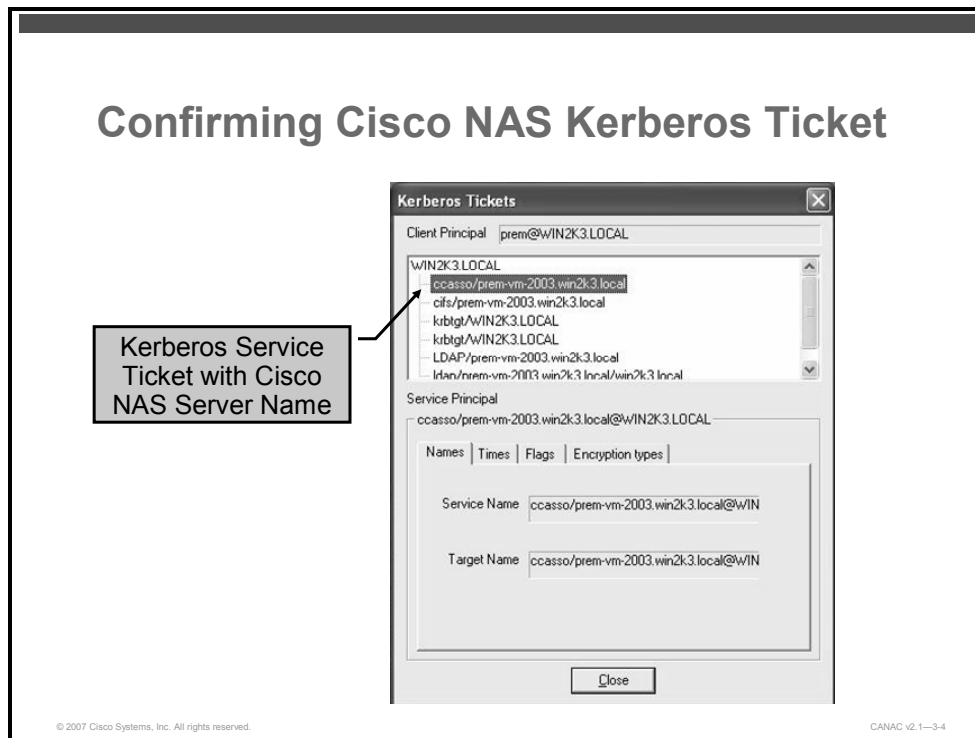 Confirming Cisco NAS Kerberos Ticket
Kerberos Tickets
Client Principal prem@WIN2K3.LOCAL
WIN2K3.LOCAL
ccasso/prem-vm-2003.win2k3.local
cifs/prem-vm-2003.win2k3.local
krbtgt/WIN2K3.LOCAL
krbtgt/WIN2K3.LOCAL
LDAP/prem-vm-2003.win2k3.local
ldap/prem-vm-2003.win2k3.local/win2k3.local
Kerberos Service
Ticket with Cisco
NAS Server Name
Service Principal
ccasso/prem-vm-2003.win2k3.local@WIN2K3.LOCAL
Names Times Flags Encryption types
Service Name ccasso/prem-vm-2003.win2k3.local@WIN
Target Name ccasso/prem-vm-2003.win2k3.local@WIN
Close
© 2007 Cisco Systems, Inc. All rights reserved.
CANAC v2.1—3-4